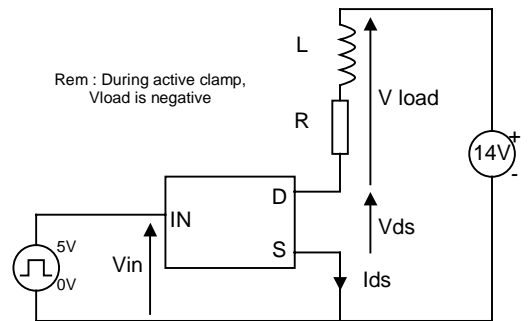 L
Rem : During active clamp,
Vload is negative
V load
R
14V
+
-
D
IN
Vds
S
5V
0V
Vin
Ids